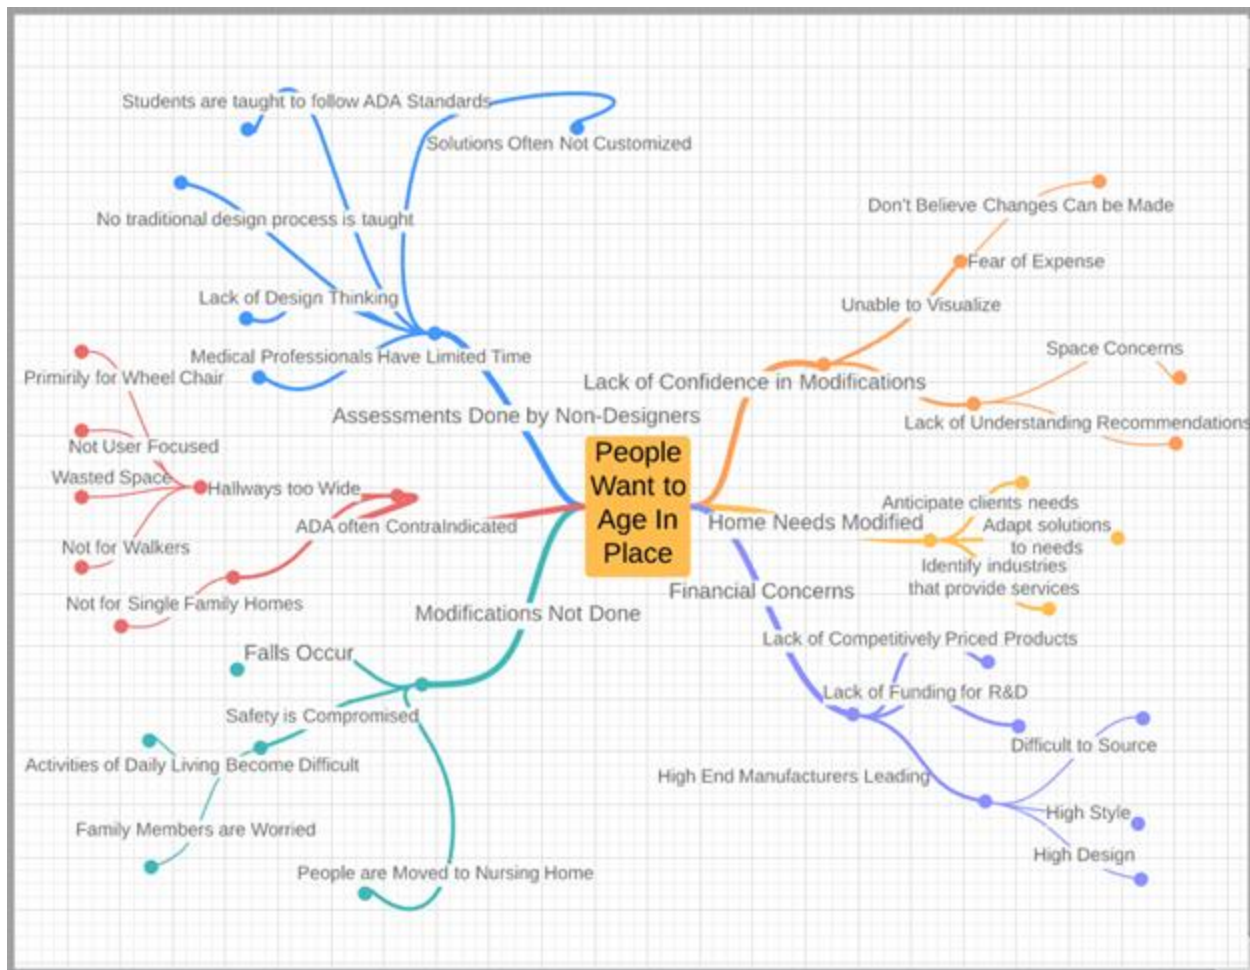 Students are taught to follow ADA Standards
Solutions Often Not Customized
No traditional design process is taught
Lack of Design Thinking
Medical Professionals Have Limited Time
Assessments Done by Non-Designers
Primirily for Wheel Chair
Not User Focused
Wasted Space
Hallways too Wide
ADA often ContraIndicated
Not for Walkers
Not for Single Family Homes
Modifications Not Done
Falls Occur
Safety is Compromised
Activities of Daily Living Become Difficult
Family Members are Worried
People are Moved to Nursing Home
People
Want to
Age In
Place
Don't Believe Changes Can be Made
Fear of Expense
Unable to Visualize
Space Concerns
Lack of Confidence in Modifications
Lack of Understanding Recommendations
Anticipate clients needs
Home Needs Modified
Adapt solutions
to needs
Identify industries
that provide services
Financial Concerns
Lack of Competitively Priced Products
Lack of Funding for R&D
Difficult to Source
High End Manufacturers Leading
High Style
High Design